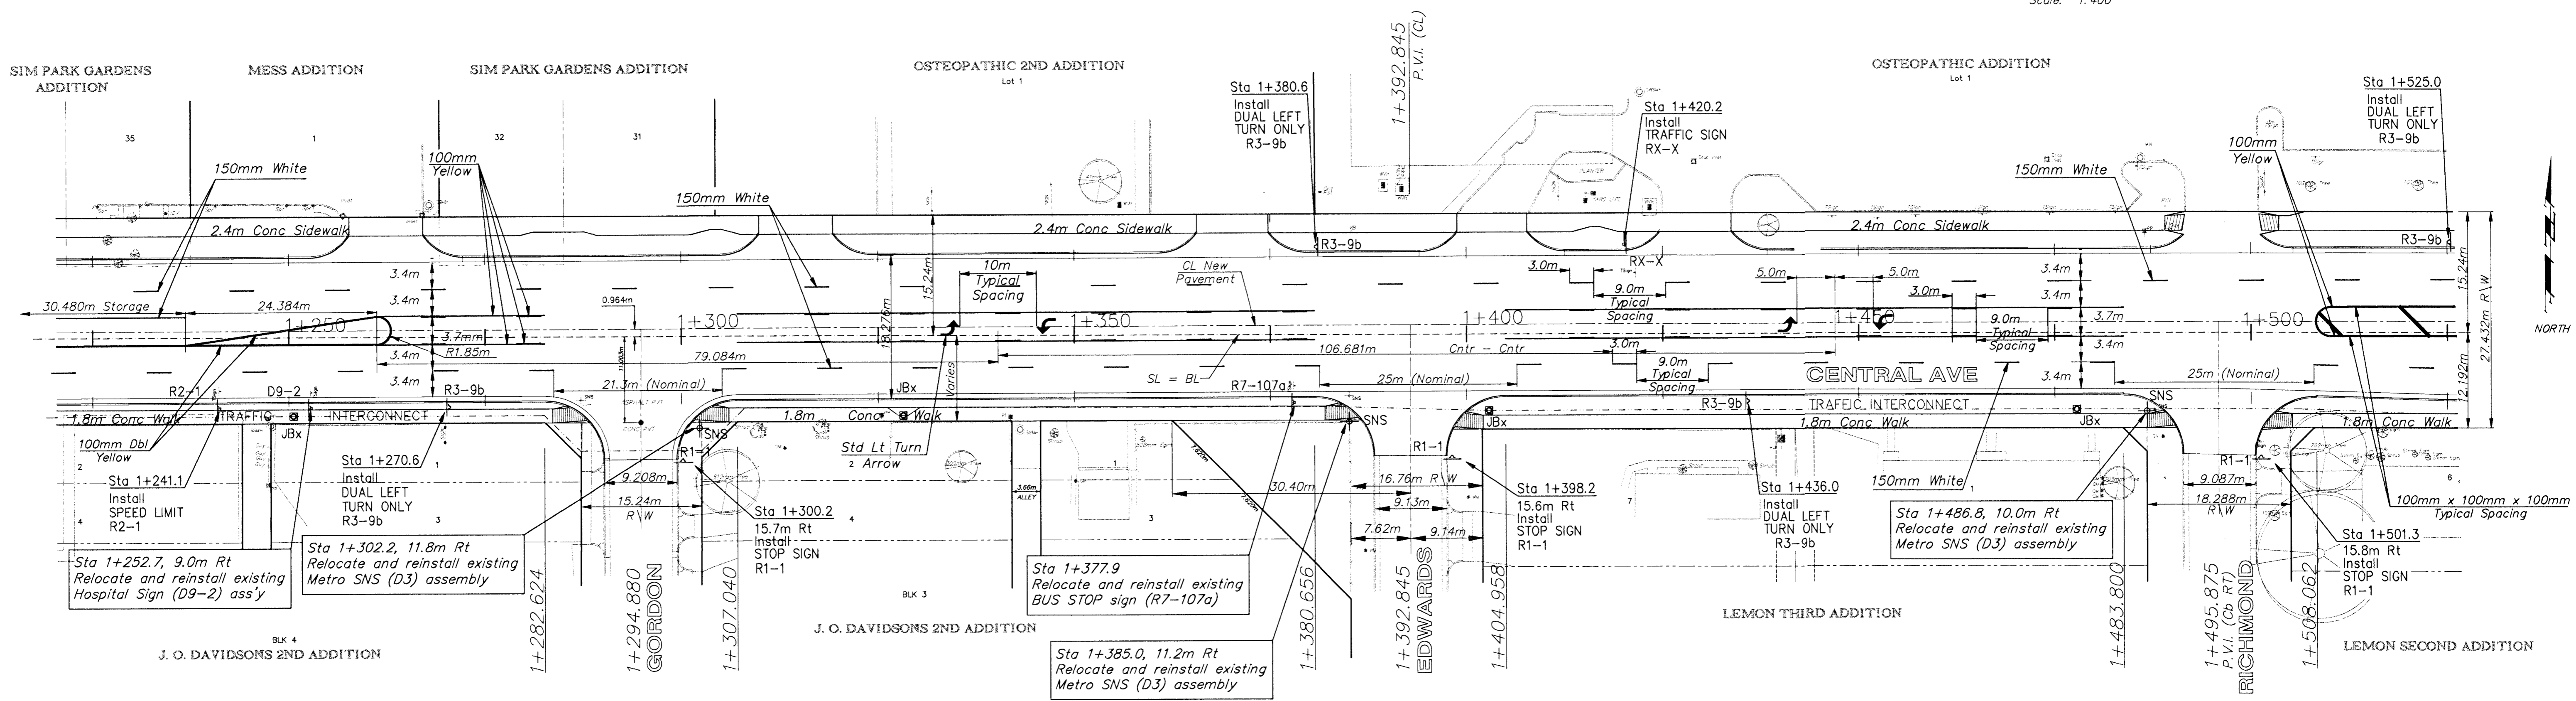 Scale: 1:400
SIM PARK GARDENS
ADDITION
MESS ADDITION
SIM PARK GARDENS ADDITION
OSTEOPATHIC 2ND ADDITION
Lot 1
1+392.845
P.V.I. (CL)
OSTEOPATHIC ADDITION
Lot 1
35
1
32
31
Sta 1+380.6
Install
DUAL LEFT
TURN ONLY
R3-9b
Sta 1+420.2
Install
TRAFFIC SIGN
RX-X
Sta 1+525.0
Install
DUAL LEFT
TURN ONLY
R3-9b
150mm White
100mm
Yellow
150mm White
150mm White
100mm
Yellow
PLANTER
2.4m Conc Sidewalk
2.4m Conc Sidewalk
2.4m Conc Sidewalk
R3-9b
RX-X
R3-9b
NORTH
3.4m
3.4m
3.7mm
3.4m
3.4m
30.480m Storage
24.384m
1+250
R1.85m
0.964m
11.003m
1+300
18.276m
15.24m
10m
Typical
Spacing
CL New
Pavement
1+350
79.084m
106.681m
Cntr - Cntr
Varies
SL = BL
3.0m
9.0m
Typical
Spacing
1+400
3.0m
9.0m
Typical
Spacing
5.0m
5.0m
1+450
3.0m
9.0m
Typical
Spacing
3.4m
3.4m
3.7m
3.4m
3.4m
1+500
15.24m
12.192m
27.432m R\W
CENTRAL AVE
R2-1
D9-2
R3-9b
21.3m (Nominal)
JBx
R7-107a
25m (Nominal)
R3-9b
TRAFFIC INTERCONNECT
25m (Nominal)
SNS
1.8m Conc Walk
TRAFFIC
INTERCONNECT
JBx
SNS
1.8m Conc Walk
SNS
JBx
1.8m Conc Walk
JBx
1.8m Conc Walk
100mm Dbl
Yellow
R1-1
Std Lt Turn
Arrow
R1-1
R1-1
150mm White
2
1
2
1
7
1
6
4
3
4
3
9.208m
15.24m
R\W
3.66m
ALLEY
7.620m
7.620m
30.40m
16.76m R\W
9.13m
7.62m
9.14m
9.087m
18.288m
R\W
100mm x 100mm x 100mm
Typical Spacing
Sta 1+241.1
Install
SPEED LIMIT
R2-1
Sta 1+270.6
Install
DUAL LEFT
TURN ONLY
R3-9b
Sta 1+300.2
15.7m Rt
Install
STOP SIGN
R1-1
Sta 1+398.2
15.6m Rt
Install
STOP SIGN
R1-1
Sta 1+436.0
Install
DUAL LEFT
TURN ONLY
R3-9b
Sta 1+486.8, 10.0m Rt
Relocate and reinstall existing
Metro SNS (D3) assembly
Sta 1+501.3
15.8m Rt
Install
STOP SIGN
R1-1
Sta 1+252.7, 9.0m Rt
Relocate and reinstall existing
Hospital Sign (D9-2) ass'y
Sta 1+302.2, 11.8m Rt
Relocate and reinstall existing
Metro SNS (D3) assembly
Sta 1+377.9
Relocate and reinstall existing
BUS STOP sign (R7-107a)
Sta 1+385.0, 11.2m Rt
Relocate and reinstall existing
Metro SNS (D3) assembly
1+282.624
1+294.880
GORDON
1+307.040
1+380.656
1+392.845
EDWARDS
1+404.958
1+483.800
1+495.875
P.V.I. (Cb RT)
RICHMOND
1+508.062
BLK 4
J. O. DAVIDSONS 2ND ADDITION
BLK 3
J. O. DAVIDSONS 2ND ADDITION
LEMON THIRD ADDITION
LEMON SECOND ADDITION